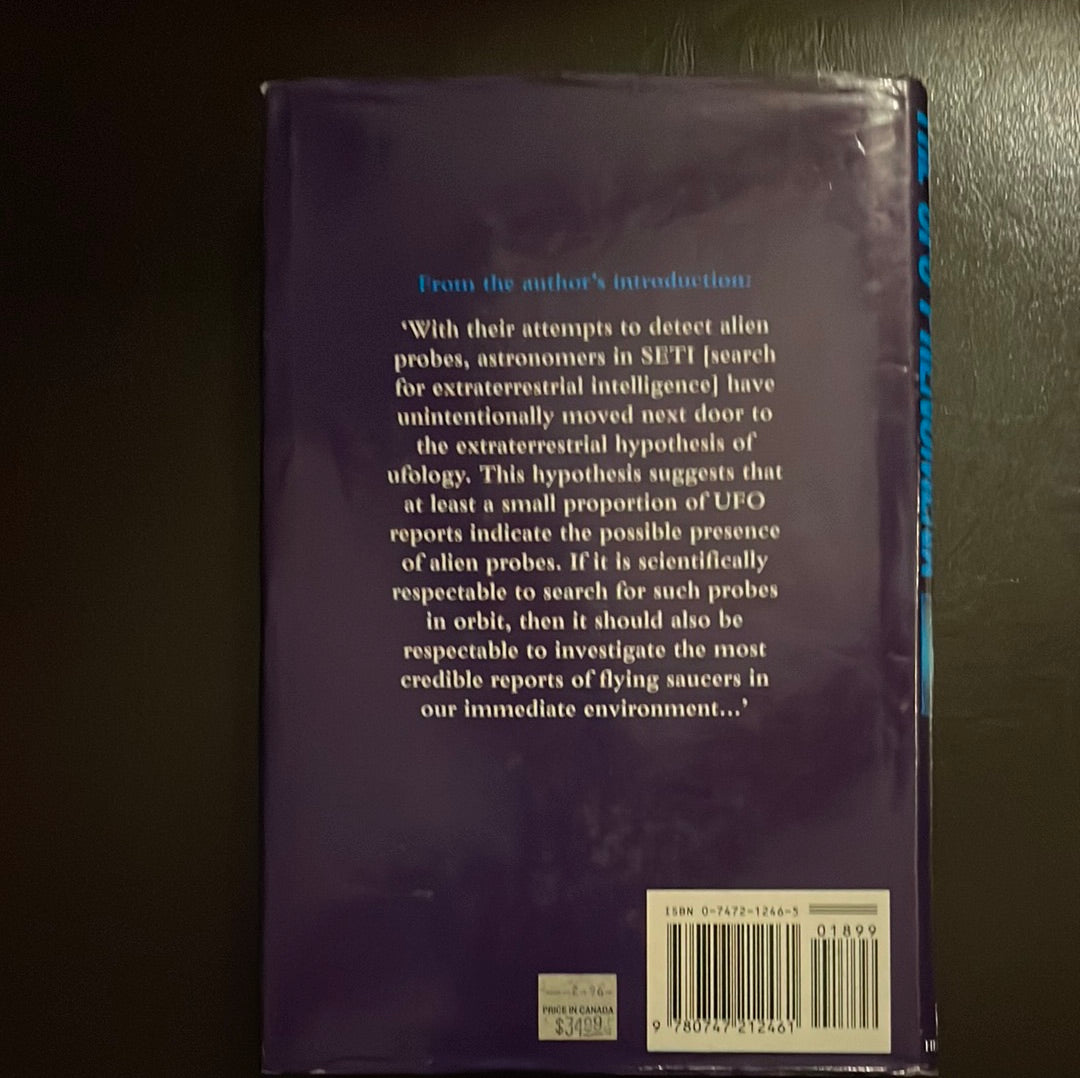 From the author's introduction:
'With their attempts to detect alien
probes, astronomers in SETI [search
for extraterrestrial intelligence] have
unintentionally moved next door to
the extraterrestrial hypothesis of
ufology. This hypothesis suggests that
at least a small proportion of UFO
reports indicate the possible presence
of alien probes. If it is scientifically
respectable to search for such probes
in orbit, then it should also be
respectable to investigate the most
credible reports of flying saucers in
our immediate environment...'
ISBN 0-7472-1246-5
01899
9 780747 212461
2-96
PRICE IN CANADA
$34.99